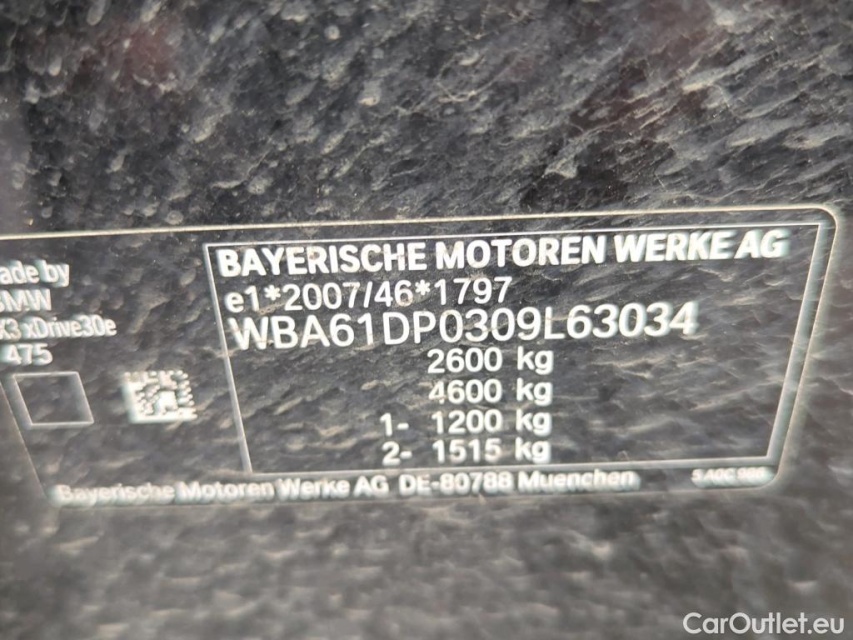 BAYERISCHE MOTOREN WERKE AG
e1*2007/46*1797
WBA61DP0309L63034
2600 kg
4600 kg
1- 1200 kg
2- 1515 kg
ade by
BMW
X3 xDrive30e
475
Bayerische Motoren Werke AG DE-80788 Muenchen
CarOutlet.eu